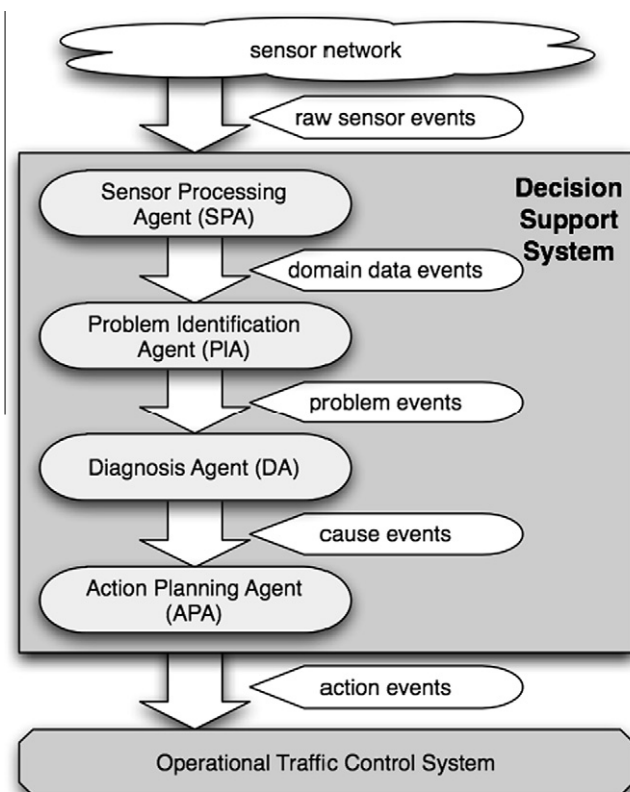 sensor network
raw sensor events
Decision
Support
System
Sensor Processing
Agent (SPA)
domain data events
Problem Identification
Agent (PIA)
problem events
Diagnosis Agent (DA)
cause events
Action Planning Agent
(APA)
action events
Operational Traffic Control System